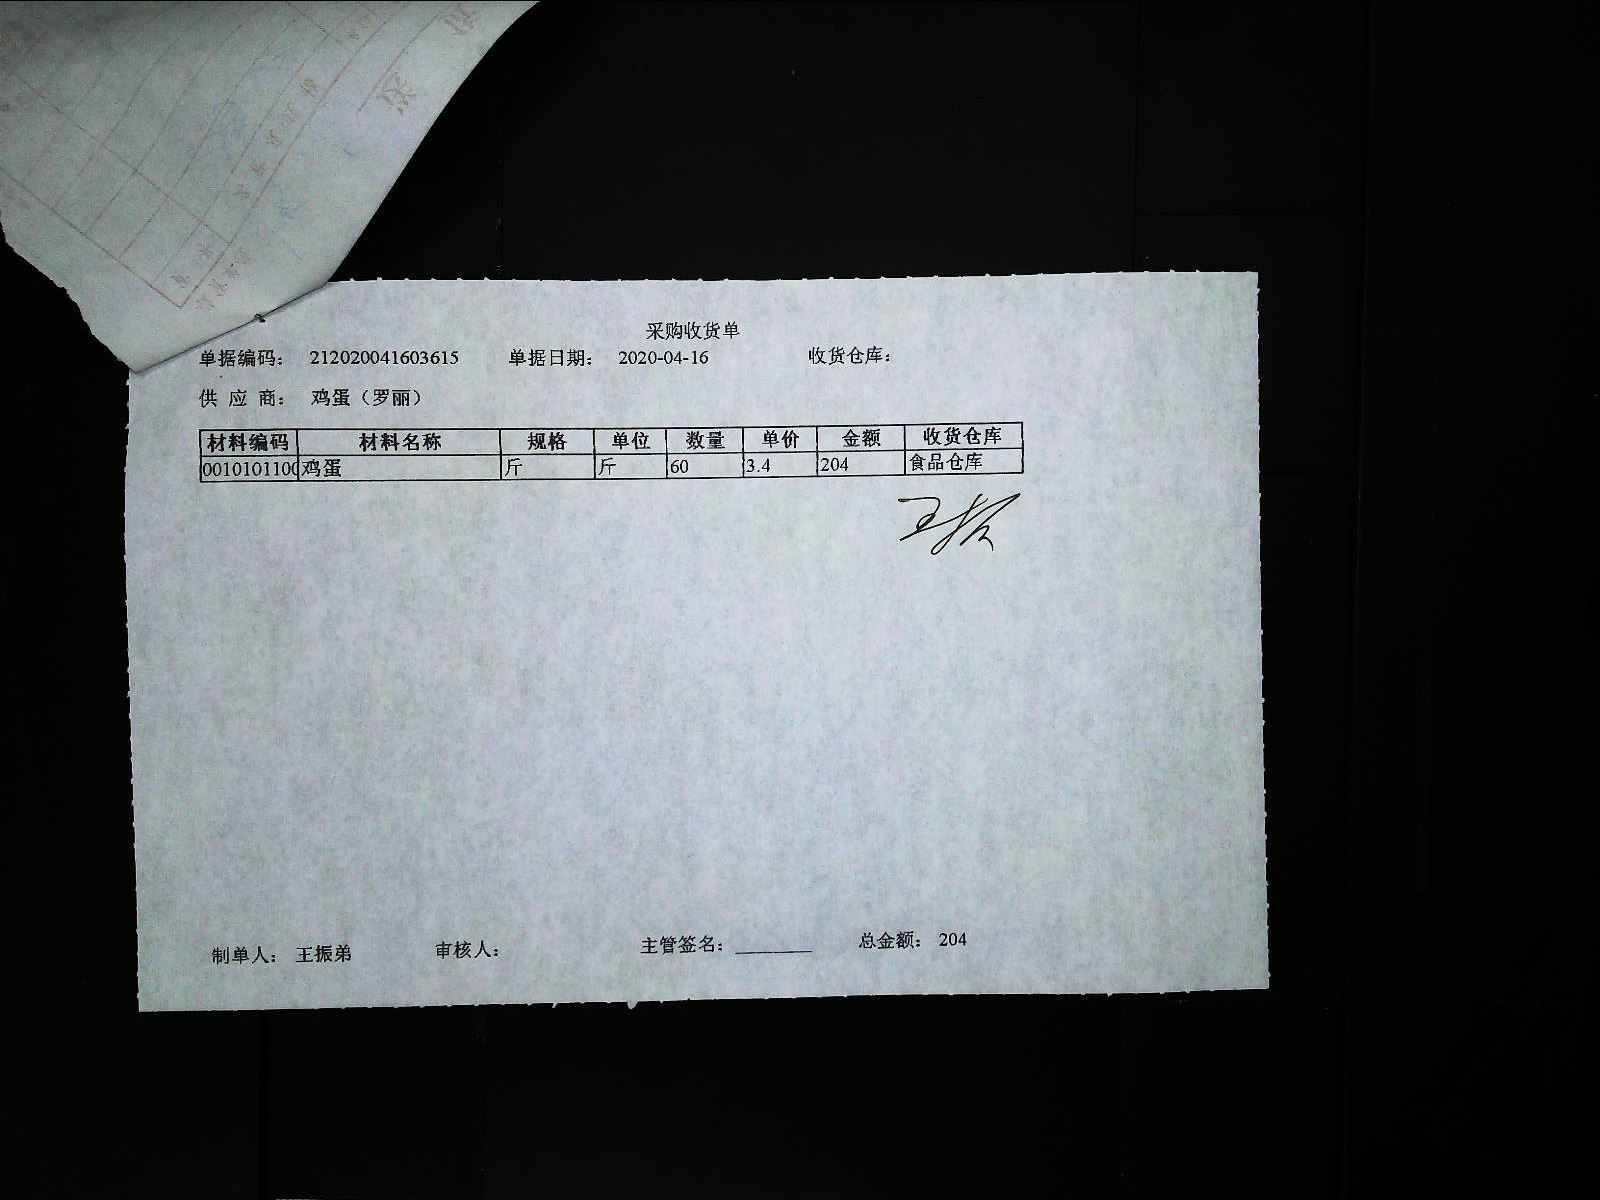 采购收货单
单据编码： 212020041603615 单据日期： 2020-04-16 收货仓库：
供 应 商： 鸡蛋（罗丽）
材料编码 材料名称 规格 单位 数量 单价 金额 收货仓库
0010101100 鸡蛋 斤 斤 60 3.4 204 食品仓库
王振
制单人： 王振弟 审核人： 主管签名：________ 总金额： 204